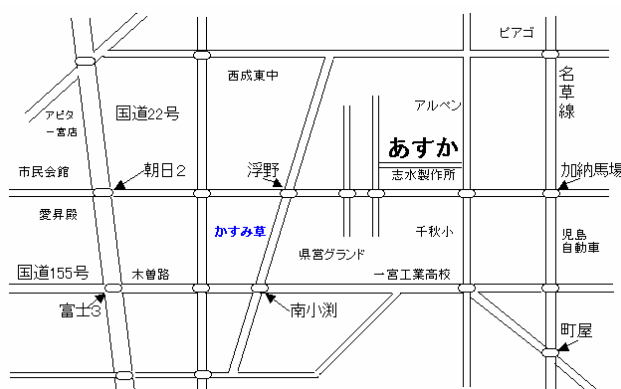 ピアゴ
西成東中
名草線
アルペン
アピタ
一宮店
国道22号
あすか
市民会館
朝日2
浮野
志水製作所
加納馬場
愛昇殿
かすみ草
千秋小
児島
自動車
県営グランド
国道155号
木曽路
一宮工業高校
富士3
南小渕
町屋